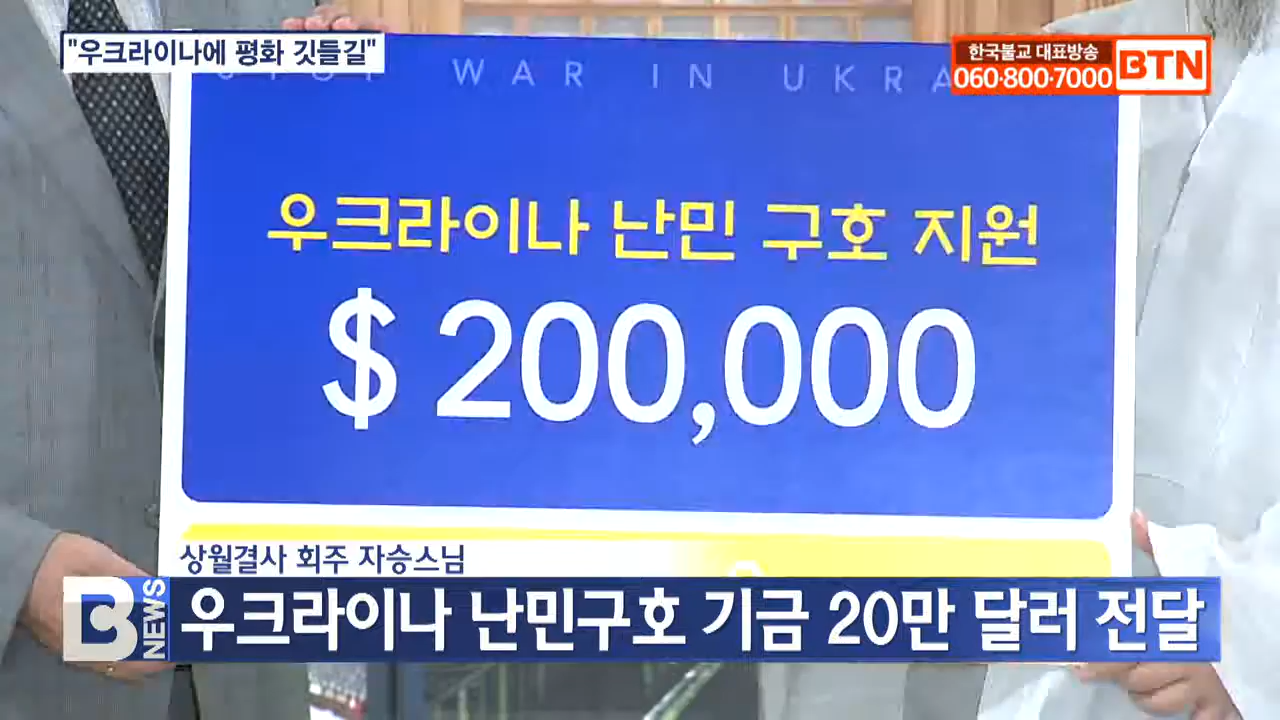 "우크라이나에 평화 깃들길"
한국불교 대표방송
060·800·7000
BTN
WAR IN
우크라이나 난민 구호 지원
$ 200,000
상월결사 회주 자승스님
B NEWS
우크라이나 난민구호 기금 20만 달러 전달